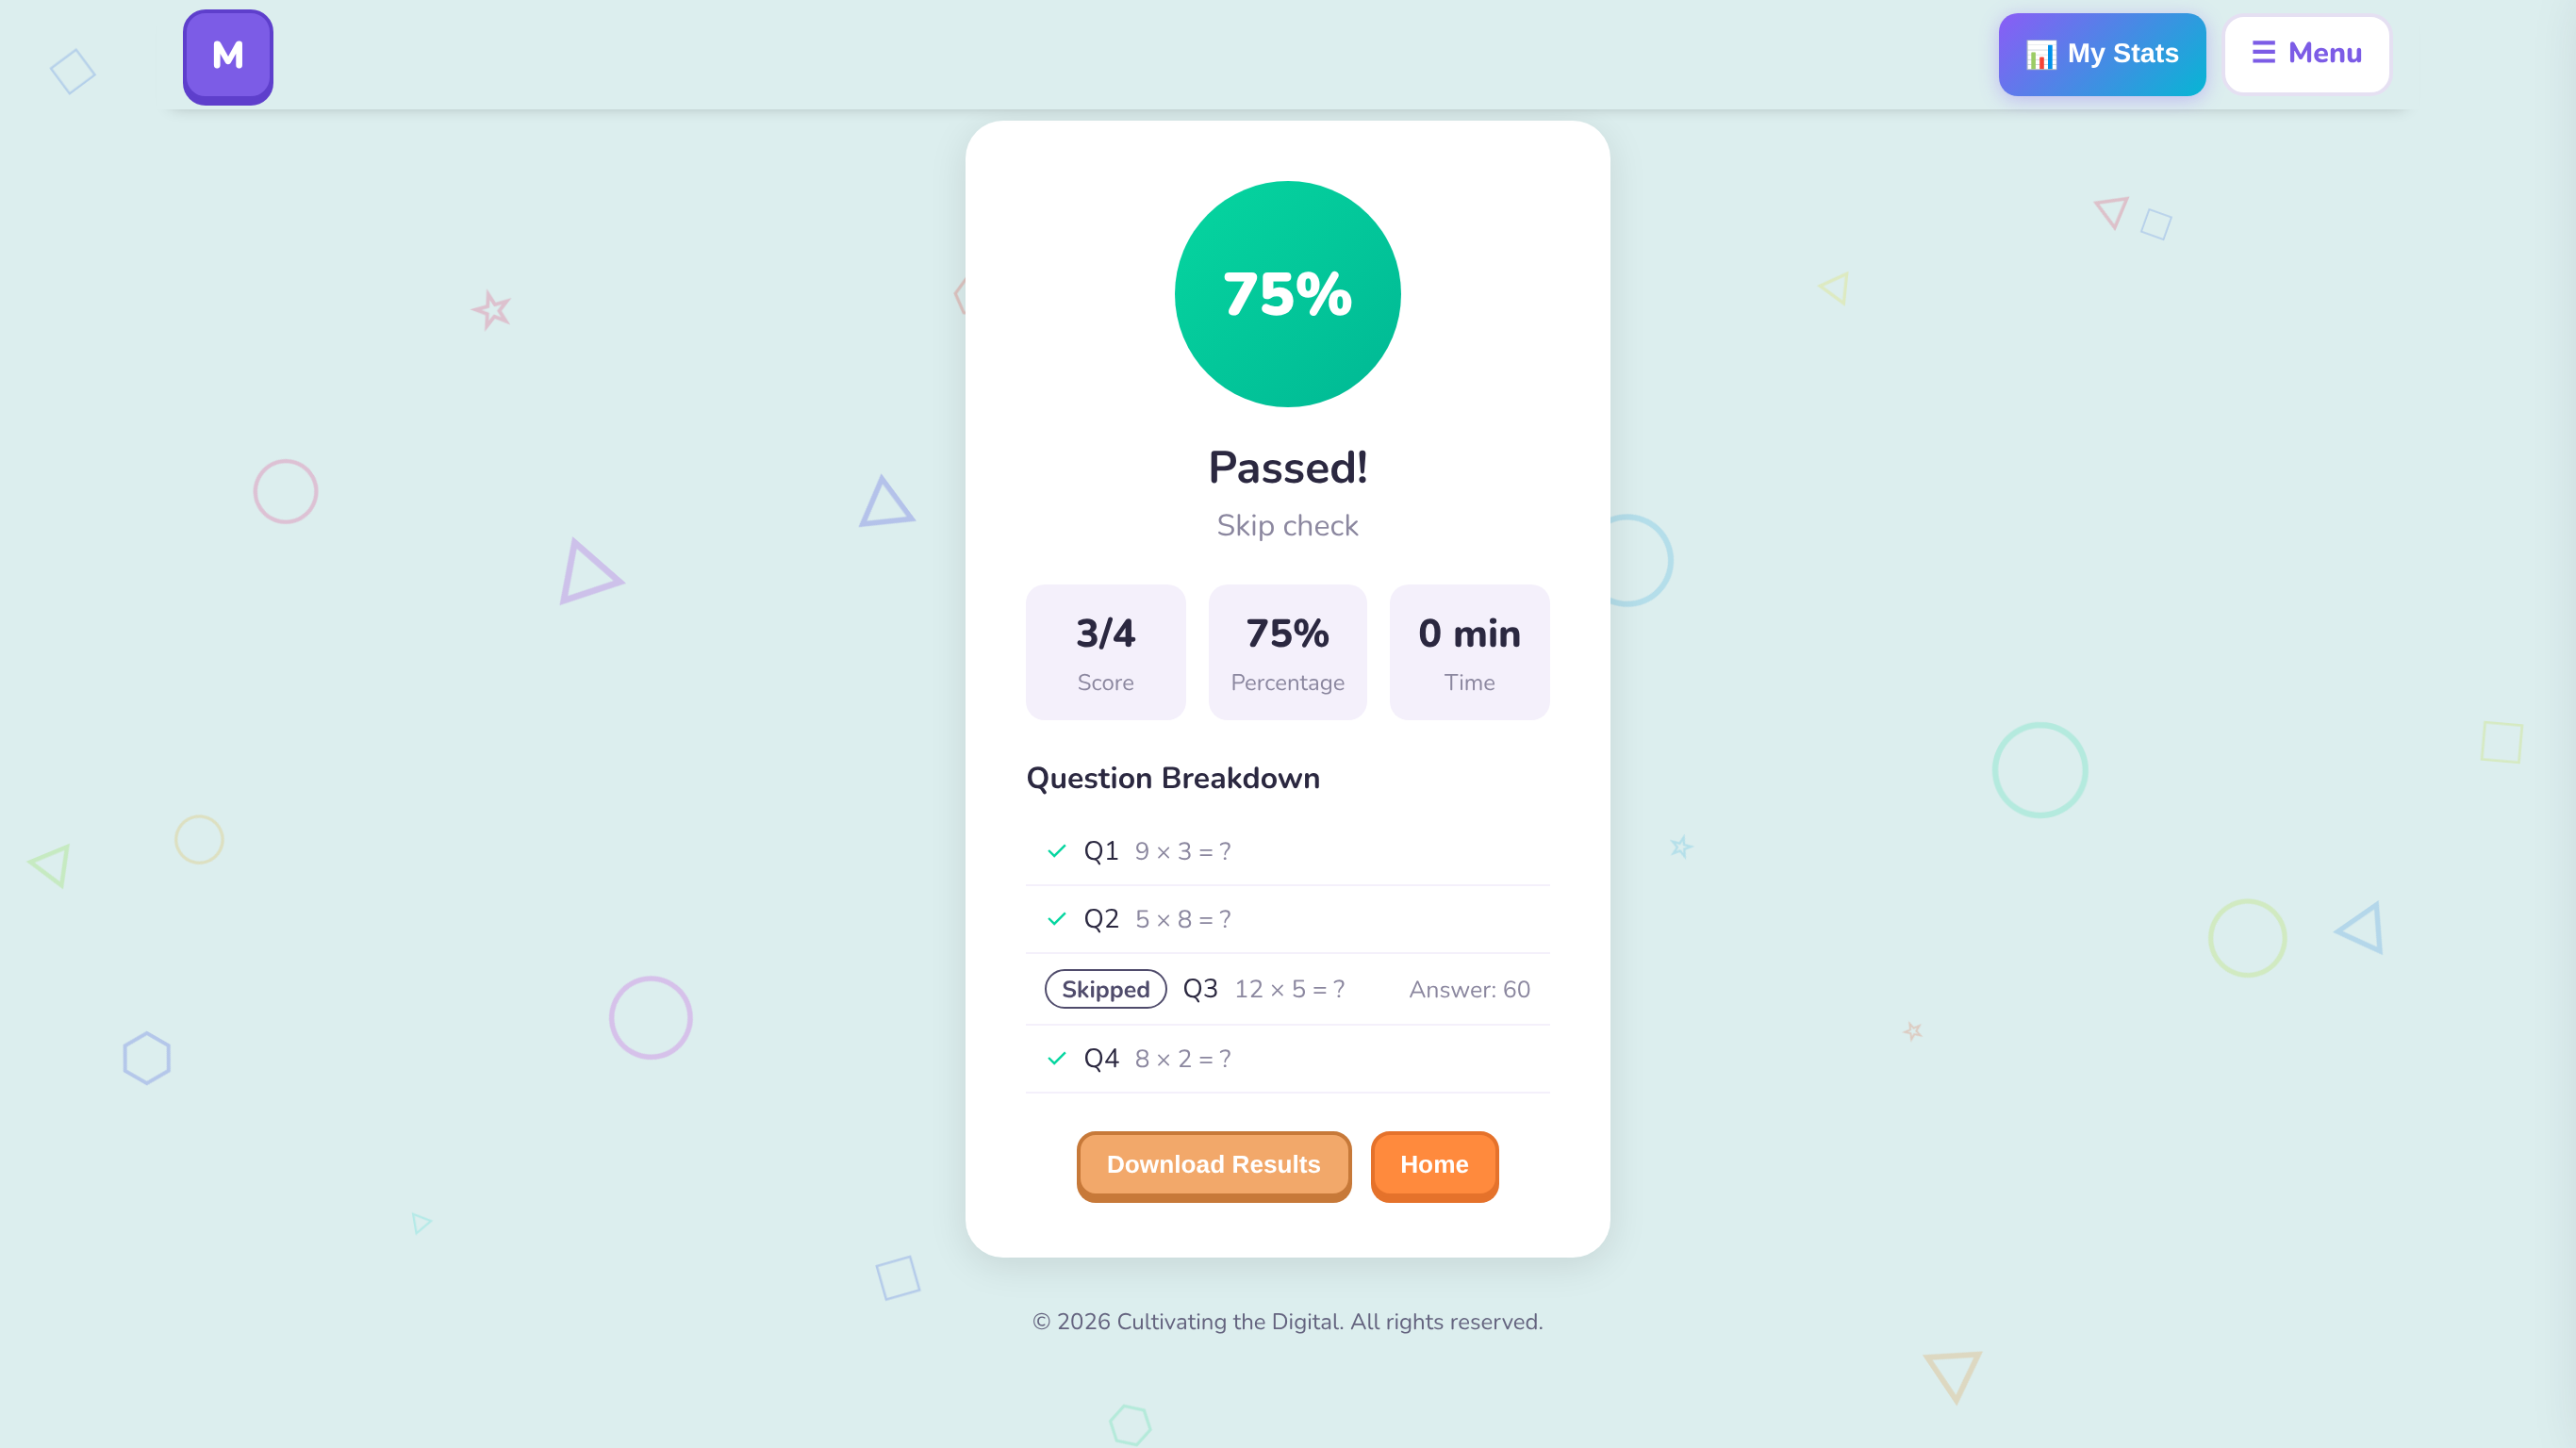 M
My Stats
☰ Menu
75%
Passed!
Skip check
3/4
Score
75%
Percentage
0 min
Time
Question Breakdown
✓ Q1 9 × 3 = ?
✓ Q2 5 × 8 = ?
Skipped Q3 12 × 5 = ? Answer: 60
✓ Q4 8 × 2 = ?
Download Results
Home
© 2026 Cultivating the Digital. All rights reserved.